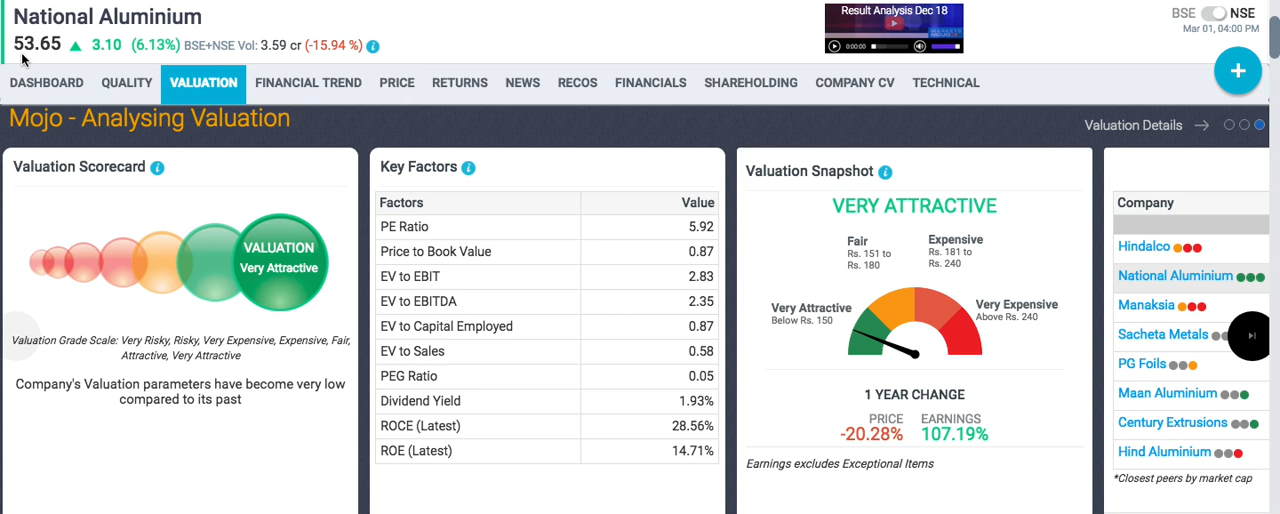 National Aluminium
53.65 ▲ 3.10 (6.13%) BSE+NSE Vol: 3.59 cr (-15.94 %) i
Result Analysis Dec 18
0:00:00
BSE NSE
Mar 01, 04:00 PM
+
DASHBOARD QUALITY VALUATION FINANCIAL TREND PRICE RETURNS NEWS RECOS FINANCIALS SHAREHOLDING COMPANY CV TECHNICAL
Mojo - Analysing Valuation
Valuation Details →
Valuation Scorecard i
VALUATION
Very Attractive
Valuation Grade Scale: Very Risky, Risky, Very Expensive, Expensive, Fair,
Attractive, Very Attractive
Company's Valuation parameters have become very low
compared to its past
Key Factors i
Factors Value
PE Ratio 5.92
Price to Book Value 0.87
EV to EBIT 2.83
EV to EBITDA 2.35
EV to Capital Employed 0.87
EV to Sales 0.58
PEG Ratio 0.05
Dividend Yield 1.93%
ROCE (Latest) 28.56%
ROE (Latest) 14.71%
Valuation Snapshot i
VERY ATTRACTIVE
Fair
Rs. 151 to
Rs. 180
Expensive
Rs. 181 to
Rs. 240
Very Attractive
Below Rs. 150
Very Expensive
Above Rs. 240
1 YEAR CHANGE
PRICE EARNINGS
-20.28% 107.19%
Earnings excludes Exceptional Items
Company
Hindalco
National Aluminium
Manaksia
Sacheta Metals
PG Foils
Maan Aluminium
Century Extrusions
Hind Aluminium
*Closest peers by market cap